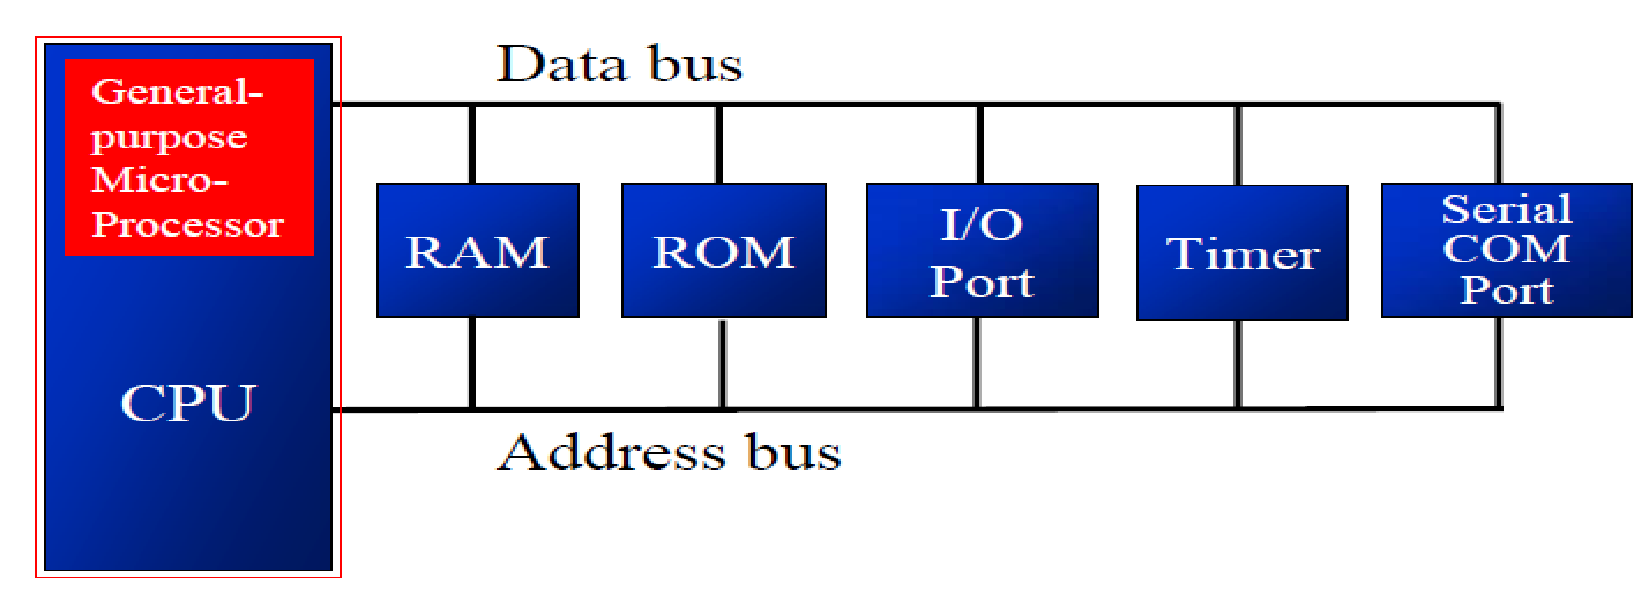 Data bus
General-
purpose
Micro-
Processor
CPU
RAM
ROM
I/O
Port
Timer
Serial
COM
Port
Address bus